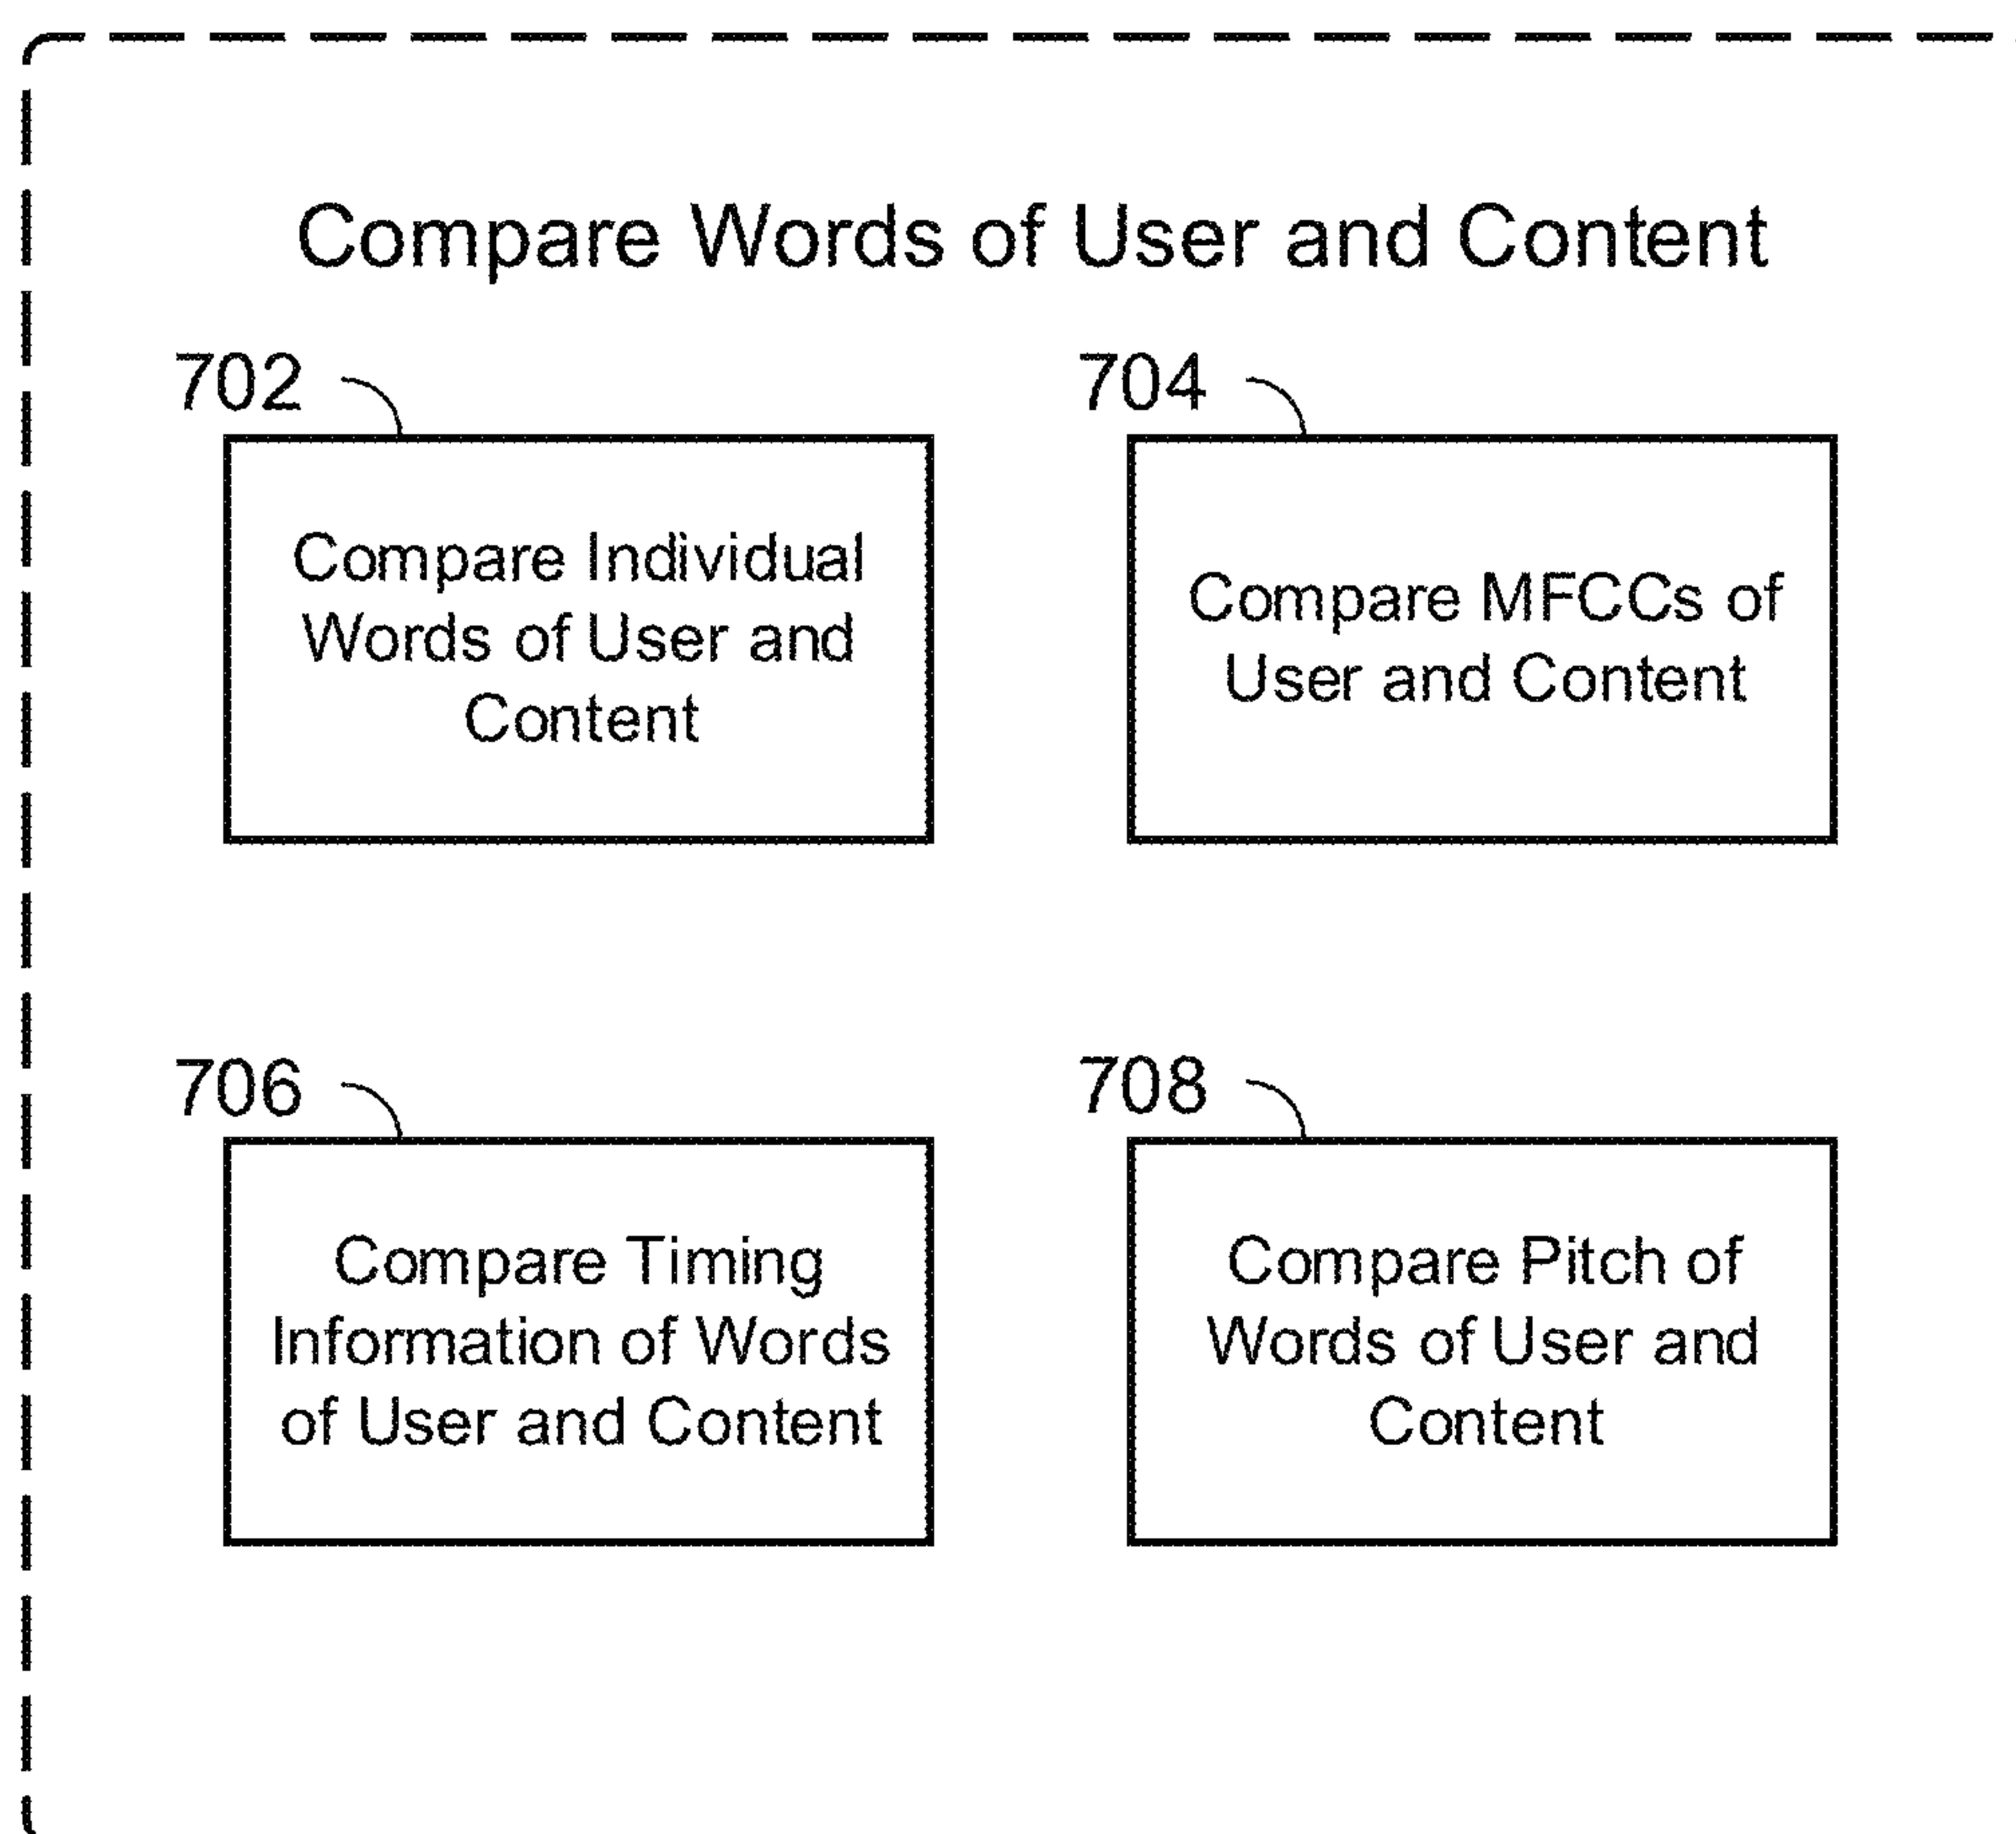 Compare Words of User and Content
702
Compare Individual
Words of User and
Content
704
Compare MFCCs of
User and Content
706
Compare Timing
Information of Words
of User and Content
708
Compare Pitch of
Words of User and
Content